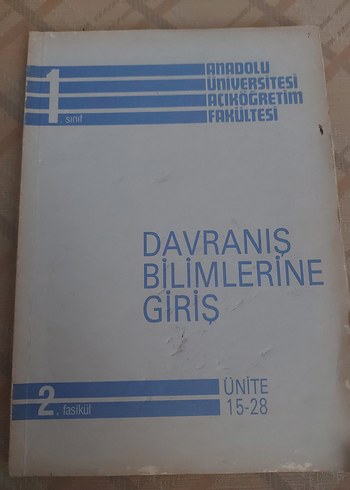 1. sınıf
ANADOLU
ÜNİVERSİTESİ
AÇIKÖĞRETİM
FAKÜLTESİ
DAVRANIŞ
BİLİMLERİNE
GİRİŞ
2. fasikül
ÜNİTE
15-28